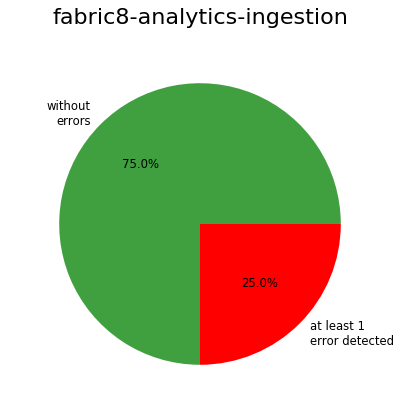 fabric8-analytics-ingestion
without
errors
75.0%
25.0%
at least 1
error detected